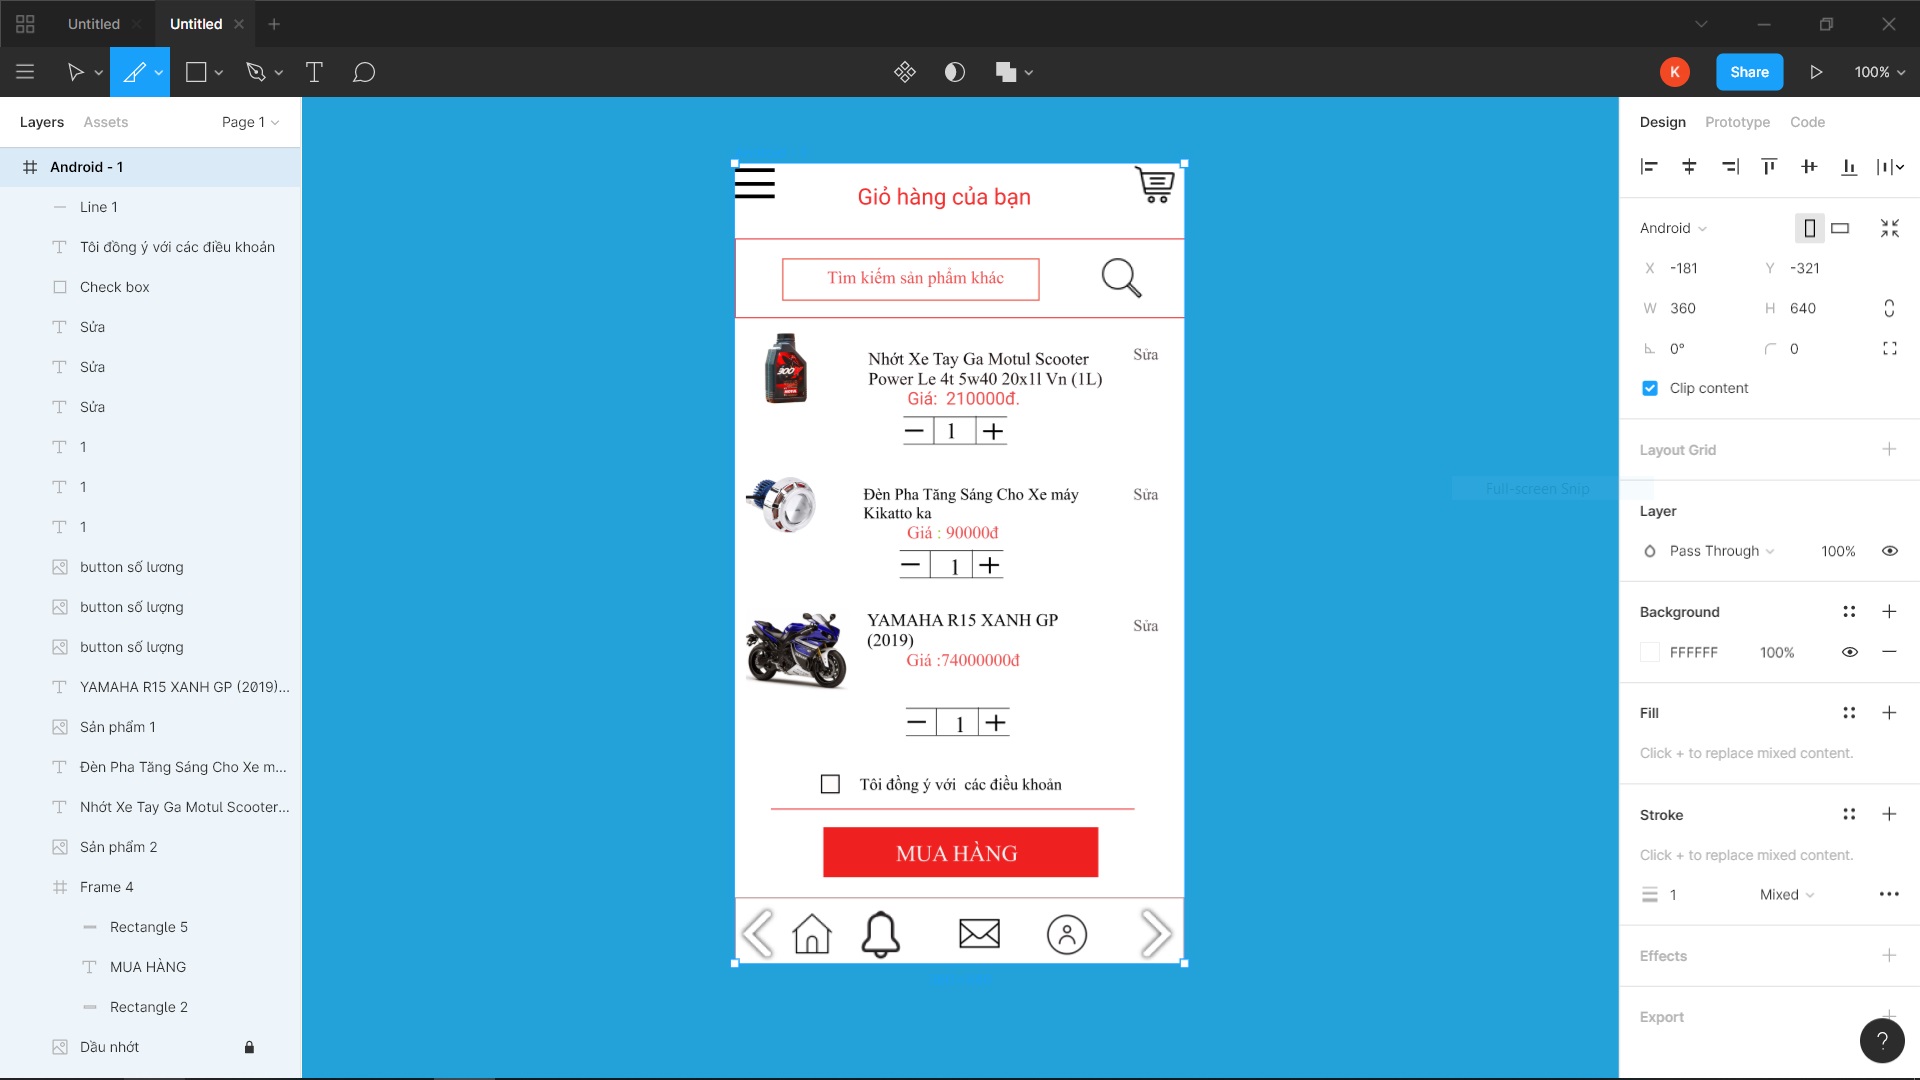 Untitled
Untitled
K
Share
100%
Layers
Assets
Page 1
Design
Prototype
Code
Android - 1
Line 1
Tôi đồng ý với các điều khoản
Check box
Sửa
Sửa
Sửa
1
1
1
button số lương
button số lượng
button số lượng
YAMAHA R15 XANH GP (2019)...
Sản phẩm 1
Đèn Pha Tăng Sáng Cho Xe m...
Nhớt Xe Tay Ga Motul Scooter...
Sản phẩm 2
Frame 4
Rectangle 5
MUA HÀNG
Rectangle 2
Dầu nhớt
Giỏ hàng của bạn
Tìm kiếm sản phẩm khác
Nhớt Xe Tay Ga Motul Scooter
Power Le 4t 5w40 20x1l Vn (1L)
Giá: 210000đ.
Sửa
1
Đèn Pha Tăng Sáng Cho Xe máy
Kikatto ka
Giá : 90000đ
Sửa
1
YAMAHA R15 XANH GP
(2019)
Giá :74000000đ
Sửa
1
Tôi đồng ý với các điều khoản
MUA HÀNG
Full-screen Snip
Android
X -181
Y -321
W 360
H 640
0°
0
Clip content
Layout Grid
Layer
Pass Through
100%
Background
FFFFFF
100%
Fill
Click + to replace mixed content.
Stroke
Click + to replace mixed content.
1
Mixed
Effects
Export
?